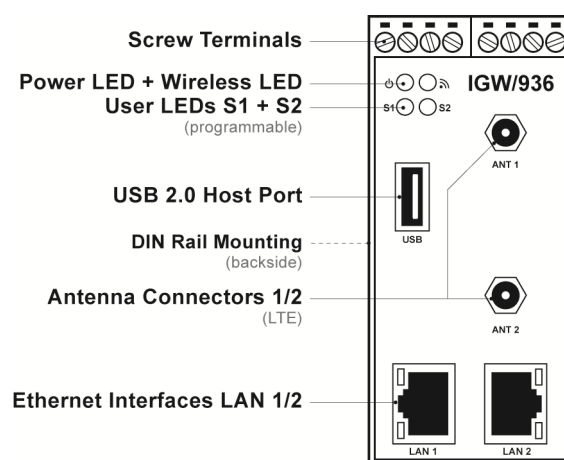 Screw Terminals
Power LED + Wireless LED
User LEDs S1 + S2
(programmable)
USB 2.0 Host Port
DIN Rail Mounting
(backside)
Antenna Connectors 1/2
(LTE)
Ethernet Interfaces LAN 1/2
IGW/936
S1
S2
ANT 1
USB
ANT 2
LAN 1
LAN 2